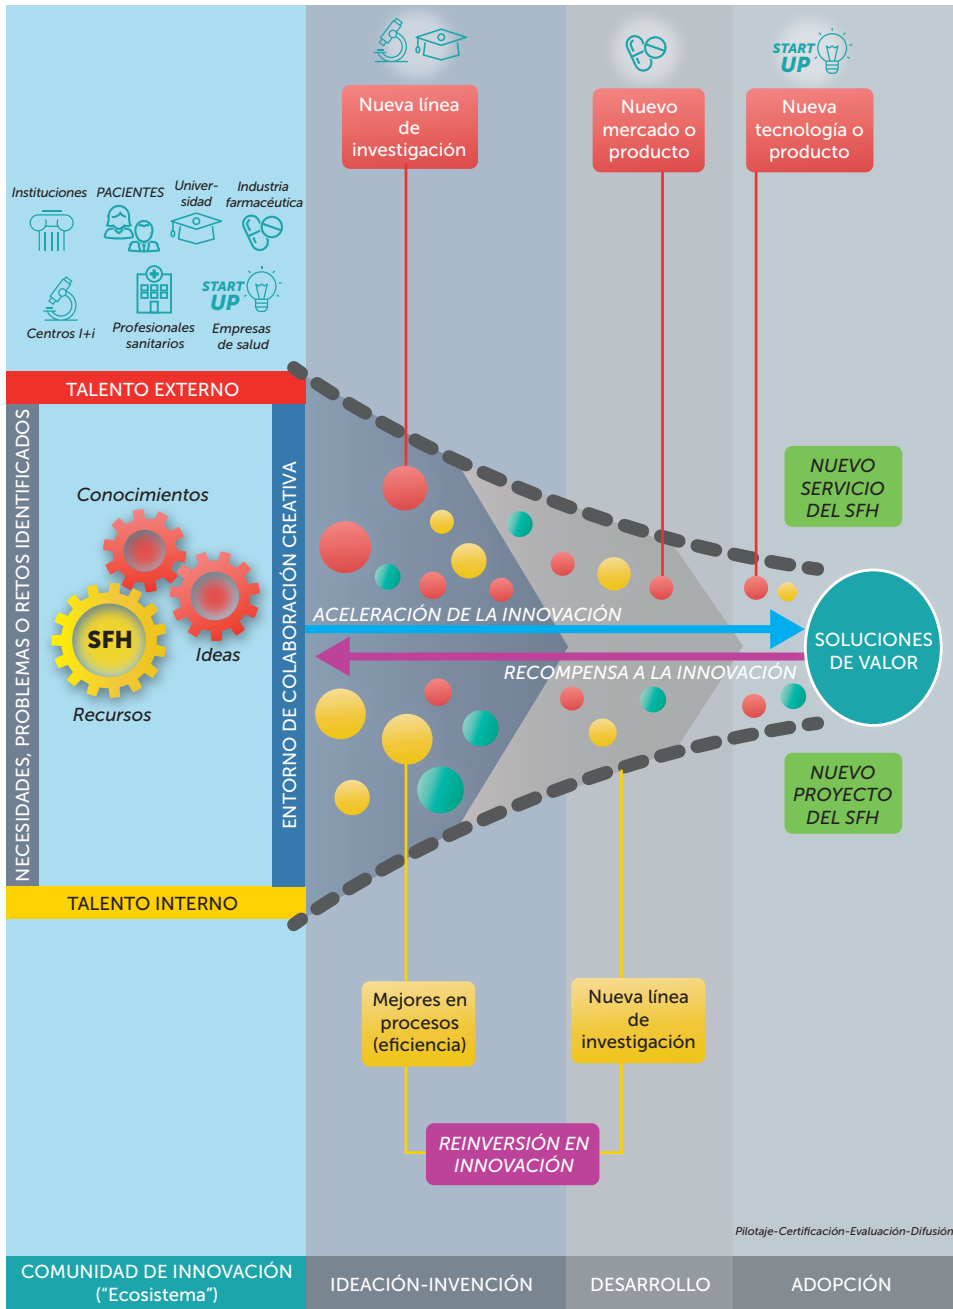 START
UP
Nueva línea
de
investigación
Nuevo
mercado o
producto
Nueva
tecnología o
producto
Instituciones
PACIENTES
Univer-
sidad
Industria
farmacéutica
START
UP
Centros I+i
Profesionales
sanitarios
Empresas
de salud
TALENTO EXTERNO
NECESIDADES, PROBLEMAS O RETOS IDENTIFICADOS
Conocimientos
SFH
Ideas
Recursos
ENTORNO DE COLABORACIÓN CREATIVA
NUEVO
SERVICIO
DEL SFH
ACELERACIÓN DE LA INNOVACIÓN
RECOMPENSA A LA INNOVACIÓN
SOLUCIONES
DE VALOR
NUEVO
PROYECTO
DEL SFH
TALENTO INTERNO
Mejores en
procesos
(eficiencia)
Nueva línea
de
investigación
REINVERSIÓN EN
INNOVACIÓN
Pilotaje-Certificación-Evaluación-Difusión
COMUNIDAD DE INNOVACIÓN
(“Ecosistema”)
IDEACIÓN-INVENCIÓN
DESARROLLO
ADOPCIÓN